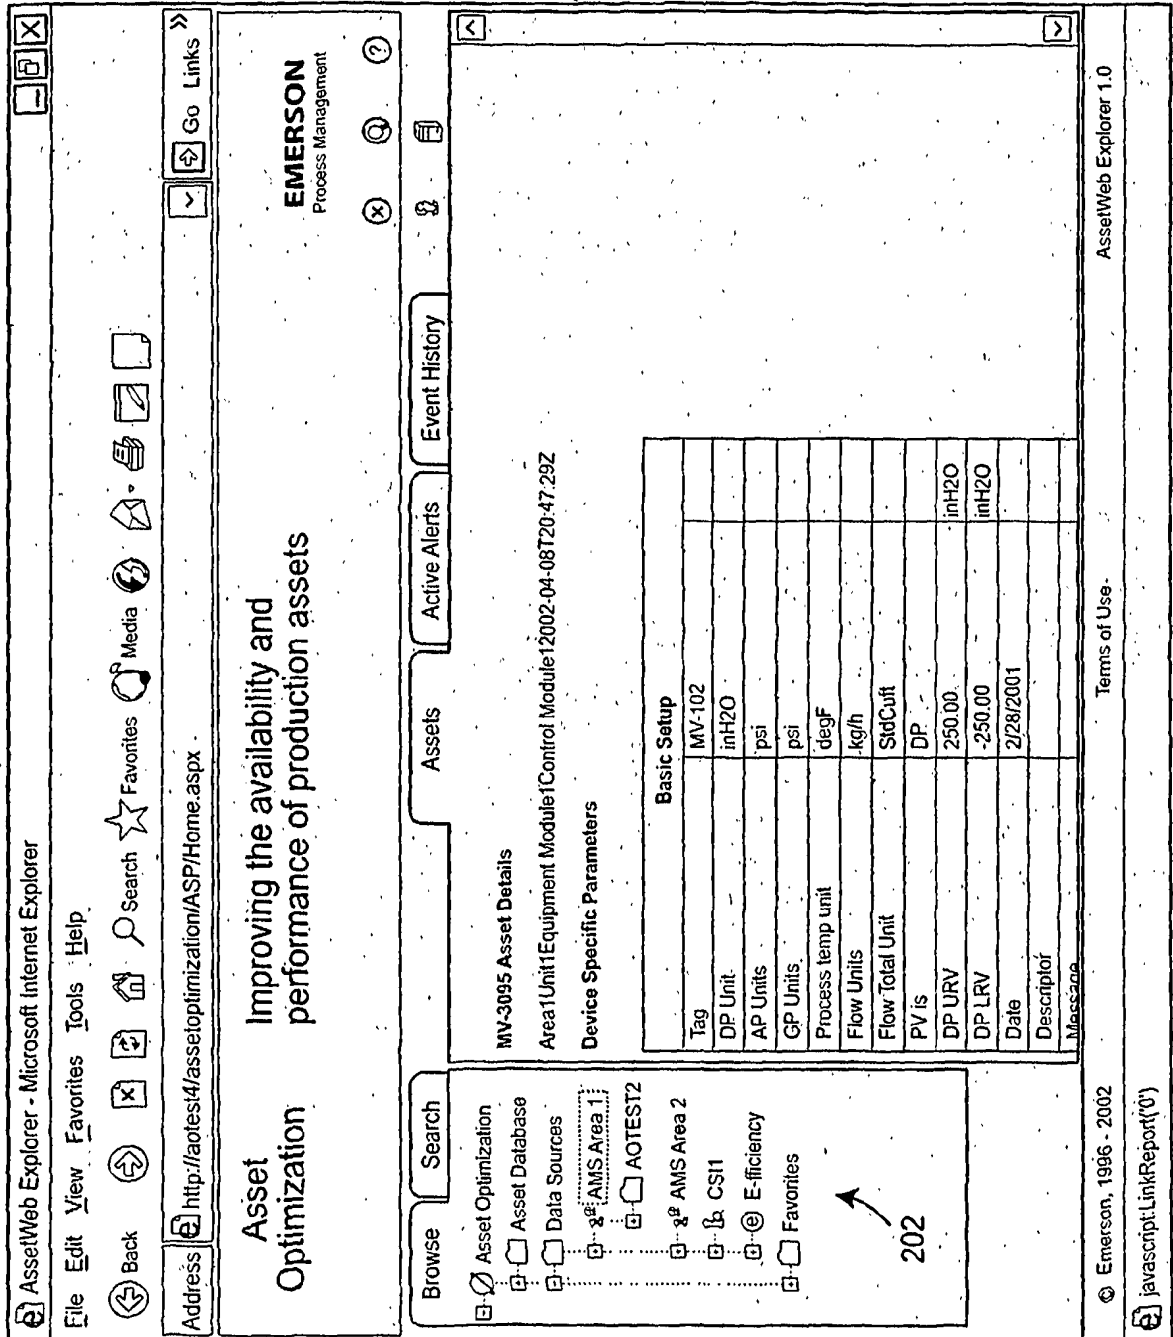 AssetWeb Explorer - Microsoft Internet Explorer
File Edit View Favorites Tools Help
Back Search Favorites Media
Address http://aotest4/assetoptimization/ASP/Home.aspx Go Links »
Asset Optimization
Improving the availability and
performance of production assets
EMERSON
Process Management
Browse Search Assets Active Alerts Event History
Asset Optimization
Asset Database
Data Sources
AMS Area 1
AOTEST2
AMS Area 2
CSI1
E-fficiency
Favorites
202
MV-3095 Asset Details
Area1Unit1Equipment Module1Control Module12002-04-08T20:47:29Z
Device Specific Parameters
Basic Setup
Tag MV-102
DP Unit inH2O
AP Units psi
GP Units psi
Process temp unit degF
Flow Units kg/h
Flow Total Unit StdCuft
PV is DP
DP URV 250.00 inH2O
DP LRV -250.00 inH2O
Date 2/28/2001
Descriptor
Message
© Emerson, 1996 - 2002 Terms of Use AssetWeb Explorer 1.0
javascript:LinkReport('0')